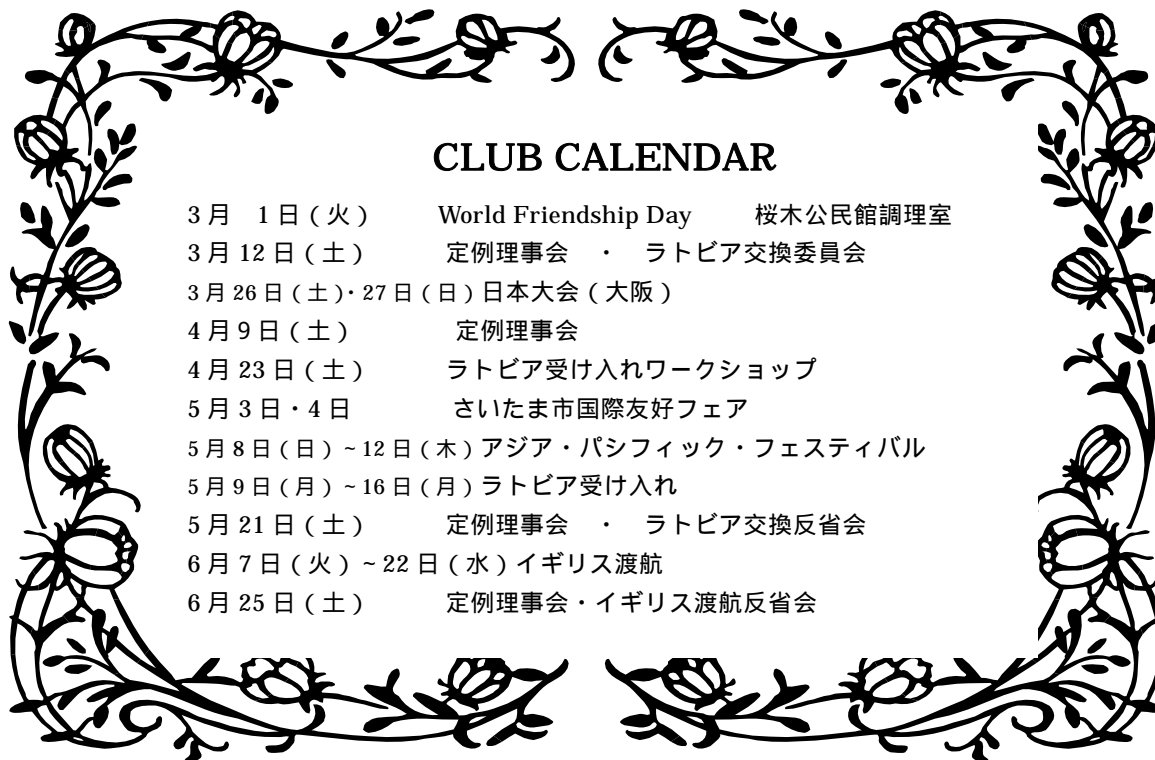 CLUB CALENDAR
3月　1日（火）　World Friendship Day　桜木公民館調理室
3月12日（土）　定例理事会　・　ラトビア交換委員会
3月26日（土）・27日（日）日本大会（大阪）
4月9日（土）　定例理事会
4月23日（土）　ラトビア受け入れワークショップ
5月3日・4日　さいたま市国際友好フェア
5月8日（日）~12日（木）アジア・パシフィック・フェスティバル
5月9日（月）~16日（月）ラトビア受け入れ
5月21日（土）　定例理事会　・　ラトビア交換反省会
6月7日（火）~22日（水）イギリス渡航
6月25日（土）　定例理事会・イギリス渡航反省会